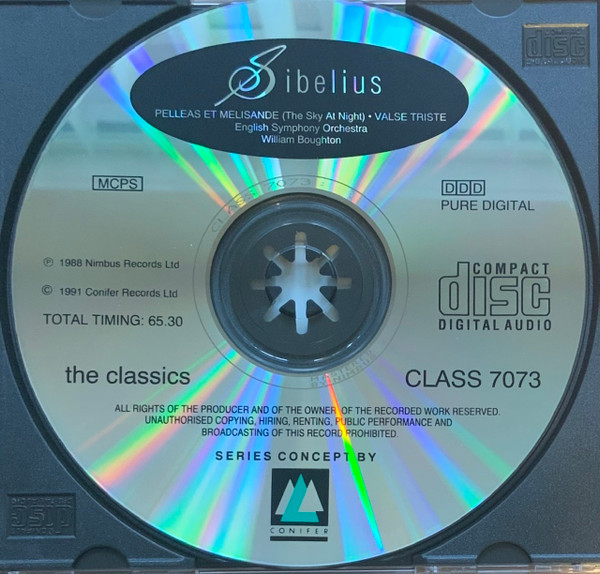 Sibelius
PELLEAS ET MELISANDE (The Sky At Night) • VALSE TRISTE
English Symphony Orchestra
William Boughton
MCPS
DDD
PURE DIGITAL
CLASS 7073
℗ 1988 Nimbus Records Ltd
© 1991 Conifer Records Ltd
TOTAL TIMING: 65.30
COMPACT
disc
DIGITAL AUDIO
the classics
CLASS 7073
ALL RIGHTS OF THE PRODUCER AND OF THE OWNER OF THE RECORDED WORK RESERVED.
UNAUTHORISED COPYING, HIRING, RENTING, PUBLIC PERFORMANCE AND
BROADCASTING OF THIS RECORD PROHIBITED.
SERIES CONCEPT BY
CONIFER
disc